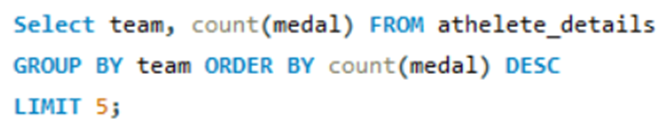 Select team, count(medal) FROM athelete_details
GROUP BY team ORDER BY count(medal) DESC
LIMIT 5;